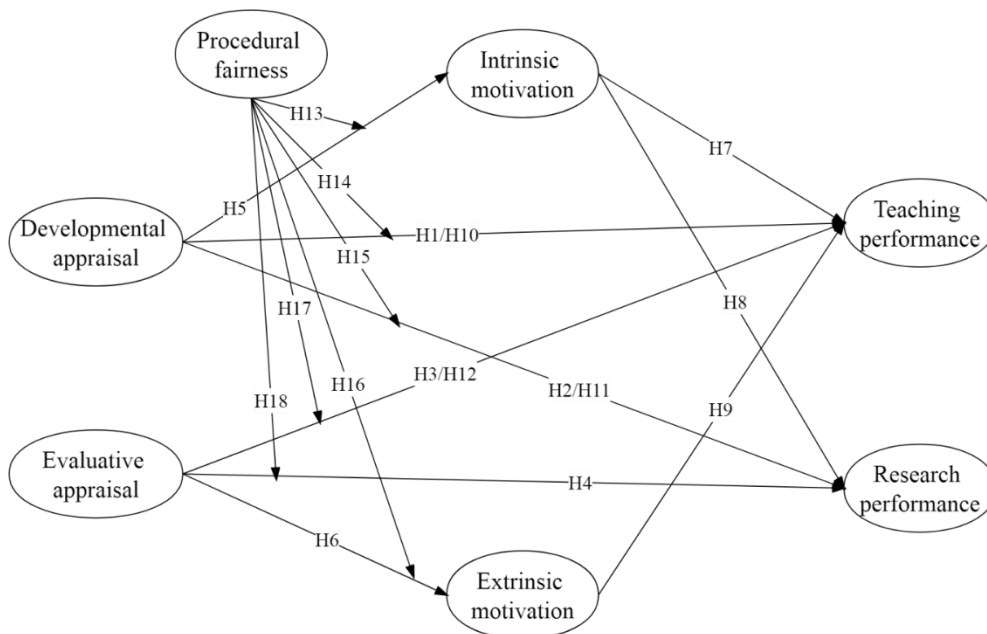 Procedural
fairness
Intrinsic
motivation
H13
H7
H14
H5
Developmental
appraisal
Teaching
performance
H1/H10
H15
H17
H8
H16
H3/H12
H2/H11
H18
H9
Evaluative
appraisal
H4
Research
performance
H6
Extrinsic
motivation